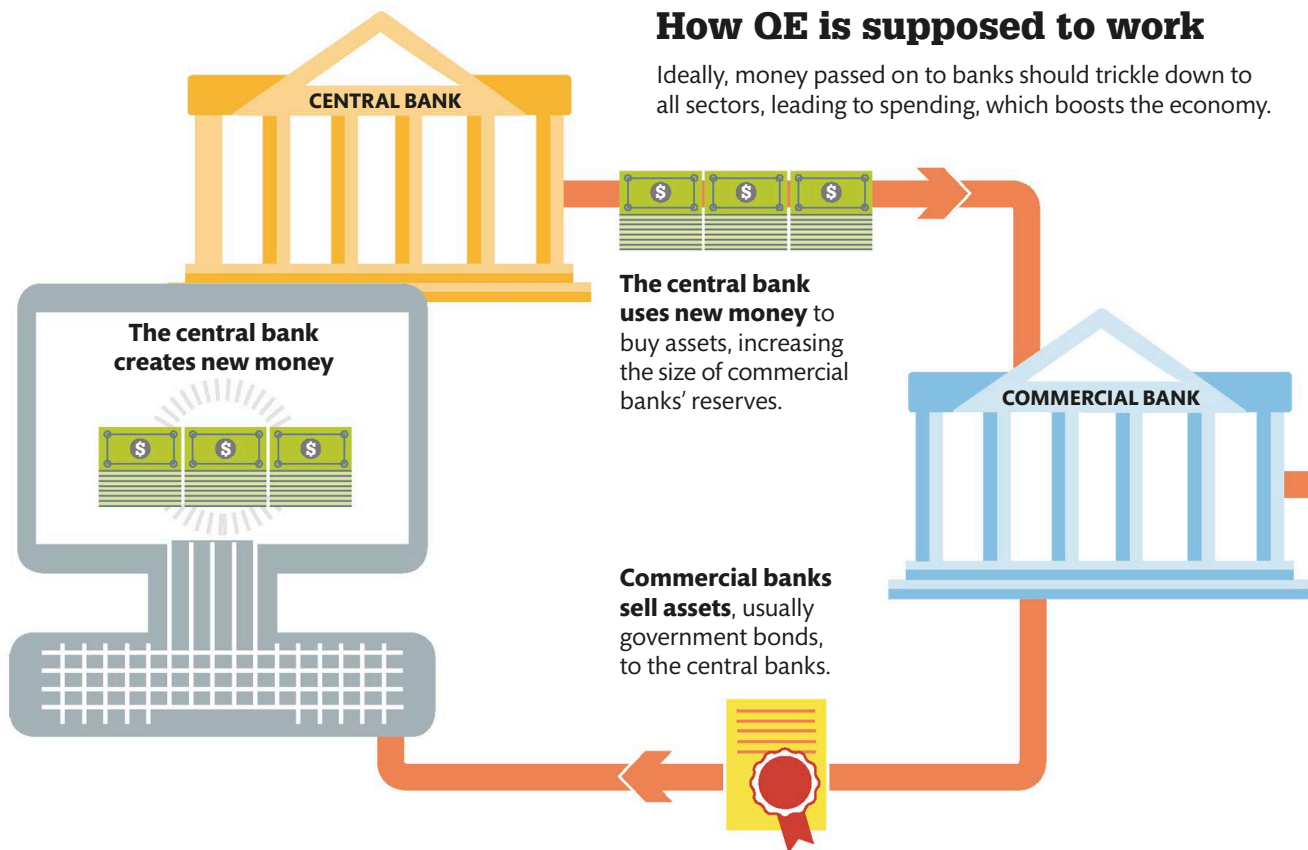 How QE is supposed to work
Ideally, money passed on to banks should trickle down to
all sectors, leading to spending, which boosts the economy.
CENTRAL BANK
$ $ $
The central bank
uses new money to
buy assets, increasing
the size of commercial
banks’ reserves.
The central bank
creates new money
$ $ $
COMMERCIAL BANK
Commercial banks
sell assets, usually
government bonds,
to the central banks.